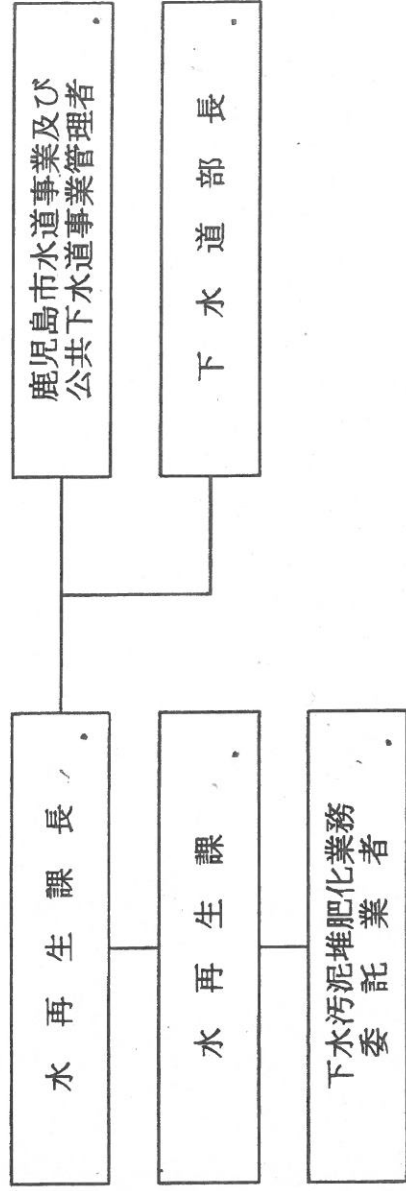 水再生課長
鹿児島市水道事業及び
公共下水道事業管理者
水再生課
下水道部長
下水汚泥堆肥化業務
委託業者